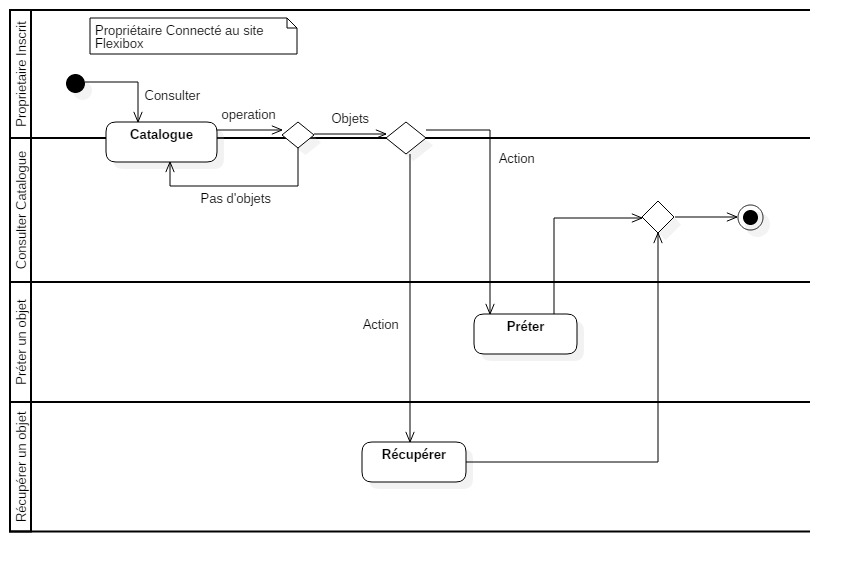 Propriétaire Connecté au site
Flexibox
Proprietaire Inscrit
Consulter
operation
Objets
Catalogue
Action
Pas d'objets
Consulter Catalogue
Action
Préter
Préter un objet
Récupérer
Récupérer un objet